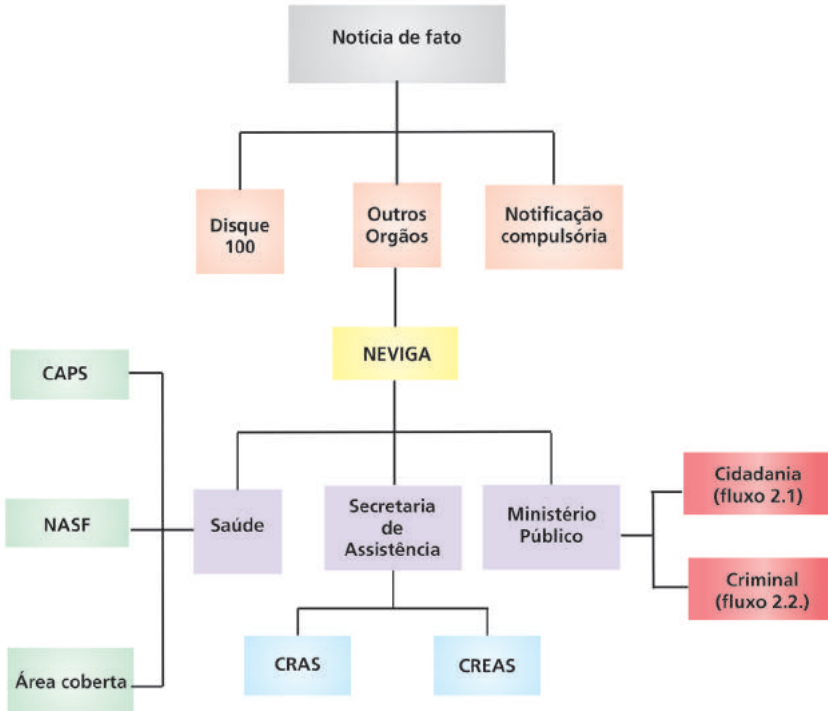 Notícia de fato
Disque
100
Outros
Orgãos
Notificação
compulsória
NEVIGA
CAPS
NASF
Área coberta
Saúde
Secretaria
de
Assistência
Ministério
Público
Cidadania
(fluxo 2.1)
Criminal
(fluxo 2.2.)
CRAS
CREAS